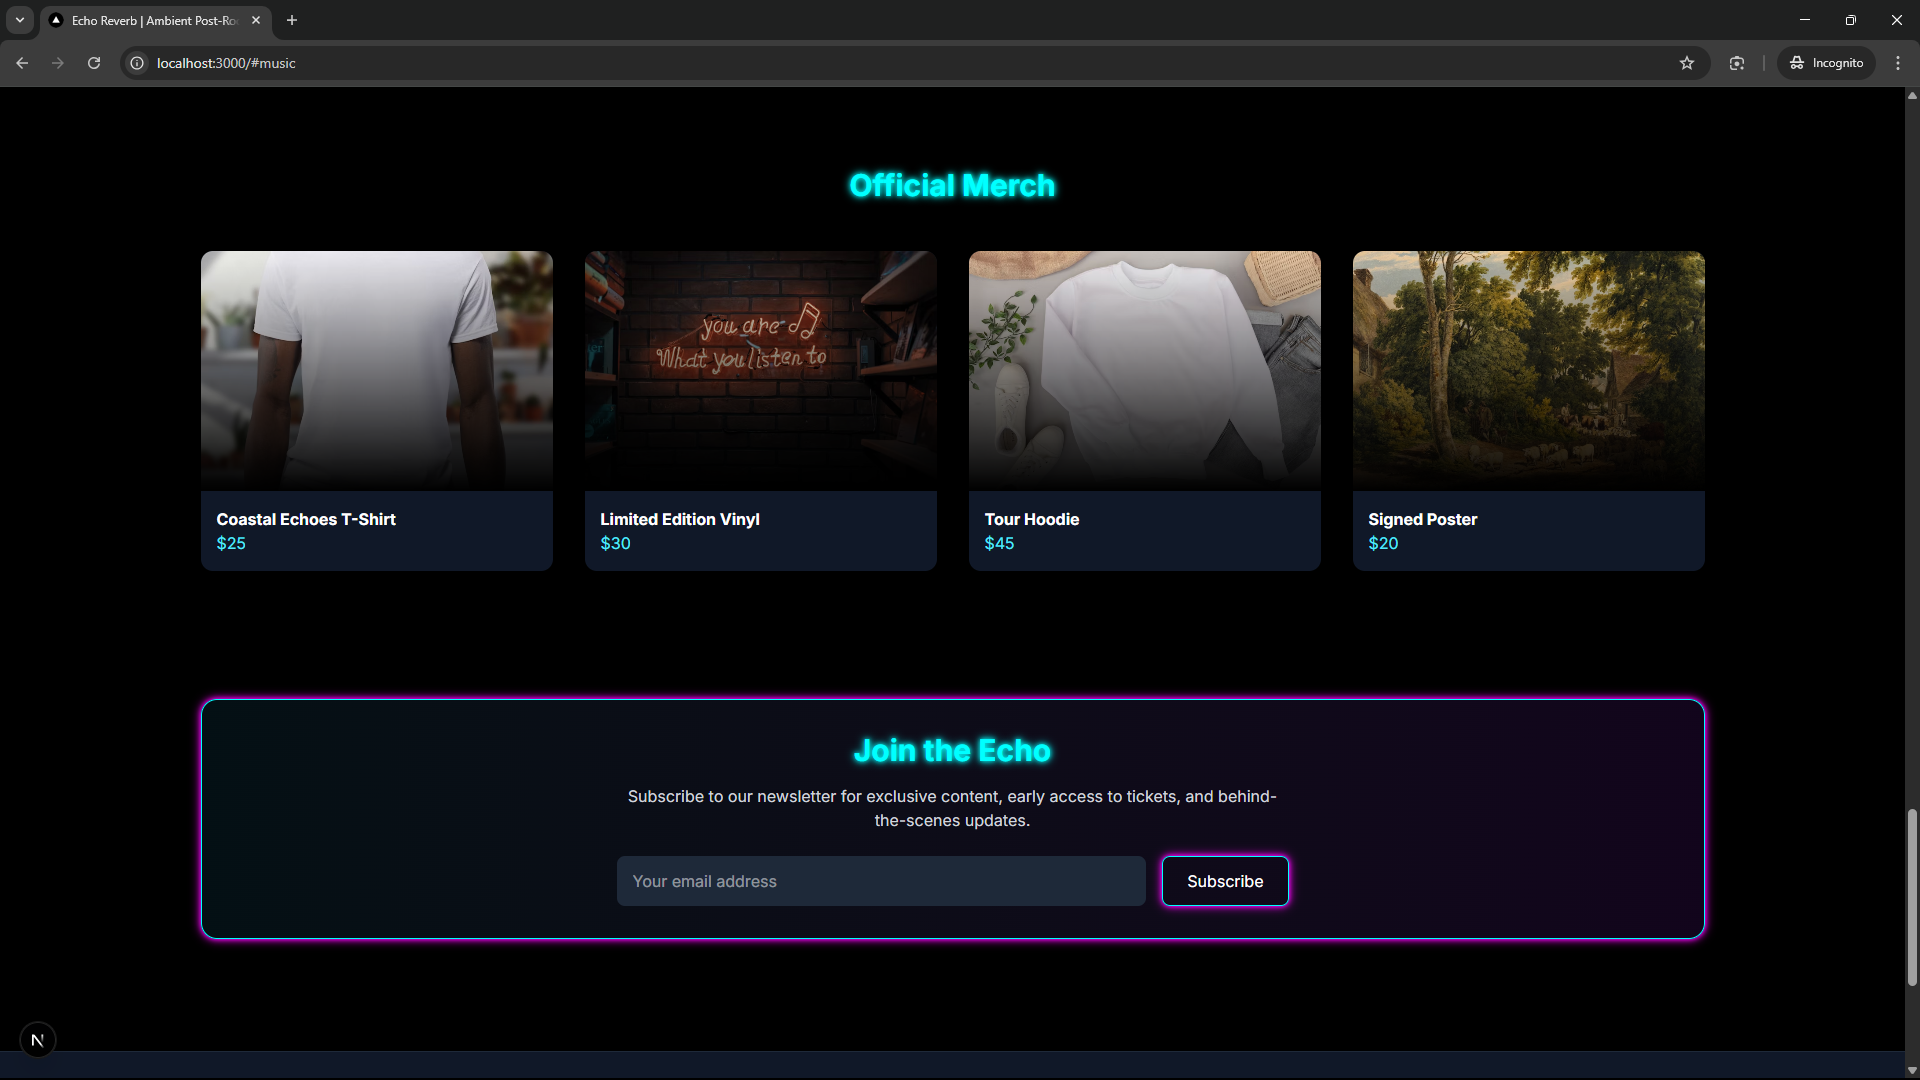 Echo Reverb | Ambient Post-Ro
localhost:3000/#music
Incognito
Official Merch
you are
What you listen to
Coastal Echoes T-Shirt
$25
Limited Edition Vinyl
$30
Tour Hoodie
$45
Signed Poster
$20
Join the Echo
Subscribe to our newsletter for exclusive content, early access to tickets, and behind-
the-scenes updates.
Your email address
Subscribe
N